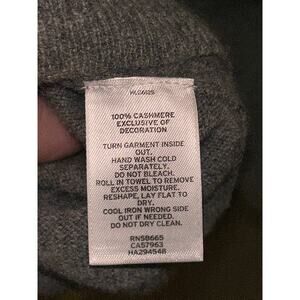 100% CASHMERE
EXCLUSIVE OF
DECORATION
TURN GARMENT INSIDE
OUT.
HAND WASH COLD
SEPARATELY.
DO NOT BLEACH.
ROLL IN TOWEL TO REMOVE
EXCESS MOISTURE.
RESHAPE, LAY FLAT TO
DRY.
COOL IRON WRONG SIDE
OUT IF NEEDED.
DO NOT DRY CLEAN.
RN58665
CA57963
HA294548